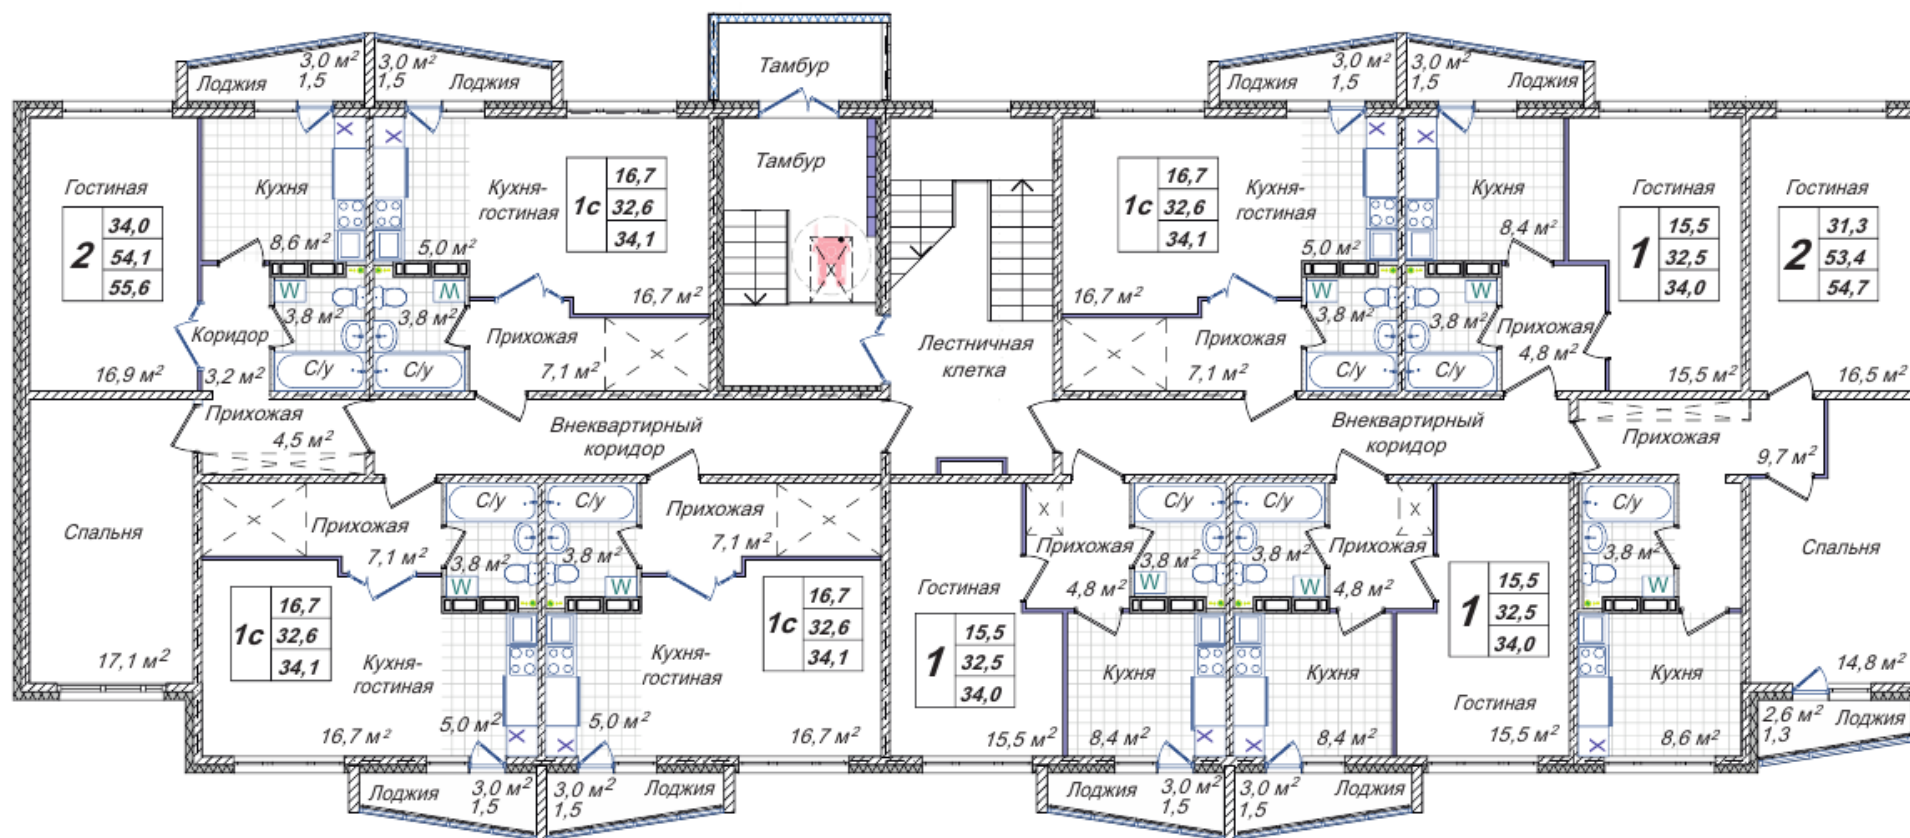 Лоджия
3,0 м²
1,5
3,0 м²
1,5
Лоджия
Тамбур
Лоджия
3,0 м²
1,5
3,0 м²
1,5
Лоджия
Гостиная
2
34,0
54,1
55,6
16,9 м²
Кухня
8,6 м²
Коридор
3,2 м²
W
3,8 м²
С/у
W
3,8 м²
С/у
Кухня-
гостиная
5,0 м²
1с
16,7
32,6
34,1
16,7 м²
Прихожая
7,1 м²
Тамбур
Лестничная
клетка
1с
16,7
32,6
34,1
16,7 м²
Кухня-
гостиная
5,0 м²
Прихожая
7,1 м²
W
3,8 м²
С/у
W
3,8 м²
С/у
Кухня
8,4 м²
Прихожая
4,8 м²
Гостиная
1
15,5
32,5
34,0
15,5 м²
Гостиная
2
31,3
53,4
54,7
16,5 м²
Прихожая
4,5 м²
Внеквартирный
коридор
Внеквартирный
коридор
Прихожая
9,7 м²
Спальня
17,1 м²
Прихожая
7,1 м²
С/у
3,8 м²
W
С/у
3,8 м²
W
Прихожая
7,1 м²
1с
16,7
32,6
34,1
Кухня-
гостиная
16,7 м²
5,0 м²
1с
16,7
32,6
34,1
Кухня-
гостиная
5,0 м²
16,7 м²
Гостиная
1
15,5
32,5
34,0
15,5 м²
Прихожая
4,8 м²
С/у
3,8 м²
W
С/у
3,8 м²
W
Прихожая
4,8 м²
Кухня
8,4 м²
Кухня
8,4 м²
1
15,5
32,5
34,0
Гостиная
15,5 м²
С/у
3,8 м²
W
Кухня
8,6 м²
Спальня
14,8 м²
2,6 м²
1,3
Лоджия
Лоджия
3,0 м²
1,5
3,0 м²
1,5
Лоджия
Лоджия
3,0 м²
1,5
3,0 м²
1,5
Лоджия